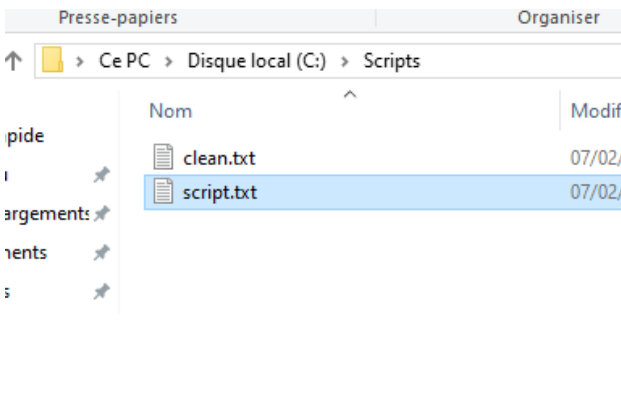 Presse-papiers Organiser
Ce PC > Disque local (C:) > Scripts
Nom Modif
pide
clean.txt 07/02/
script.txt 07/02/
argements
nents
s